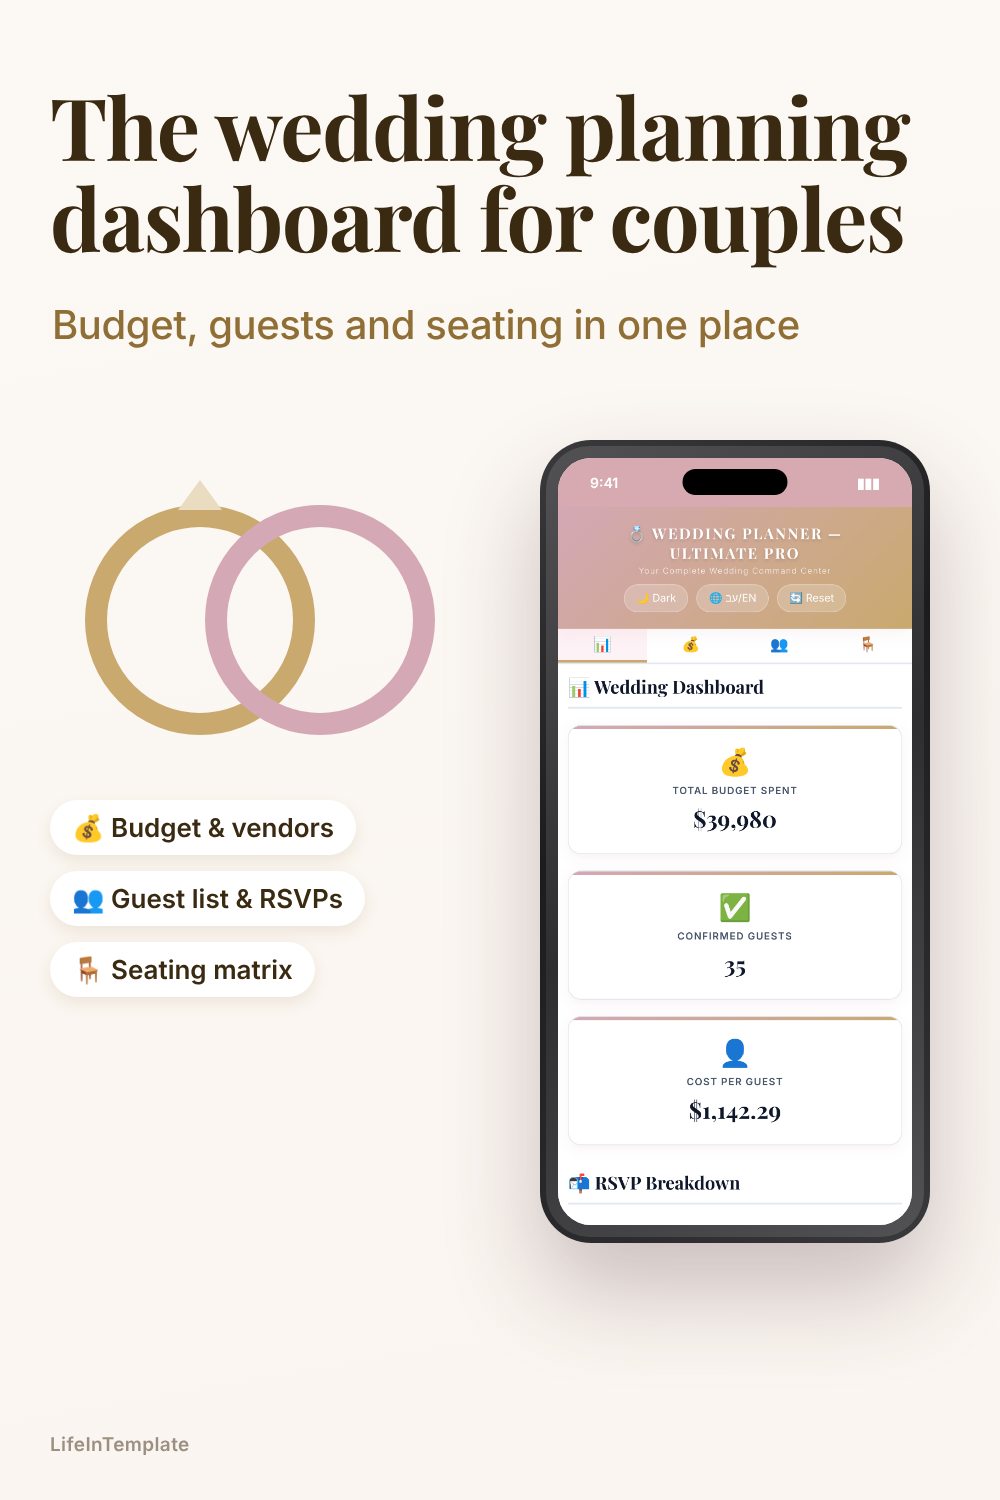 The wedding planning
dashboard for couples
Budget, guests and seating in one place
💰 Budget & vendors
👥 Guest list & RSVPs
🪑 Seating matrix
9:41
💍 WEDDING PLANNER —
ULTIMATE PRO
Your Complete Wedding Command Center
🌙 Dark
🌐 עב/EN
🔄 Reset
📊 Wedding Dashboard
TOTAL BUDGET SPENT
$39,980
CONFIRMED GUESTS
35
COST PER GUEST
$1,142.29
📬 RSVP Breakdown
LifeInTemplate